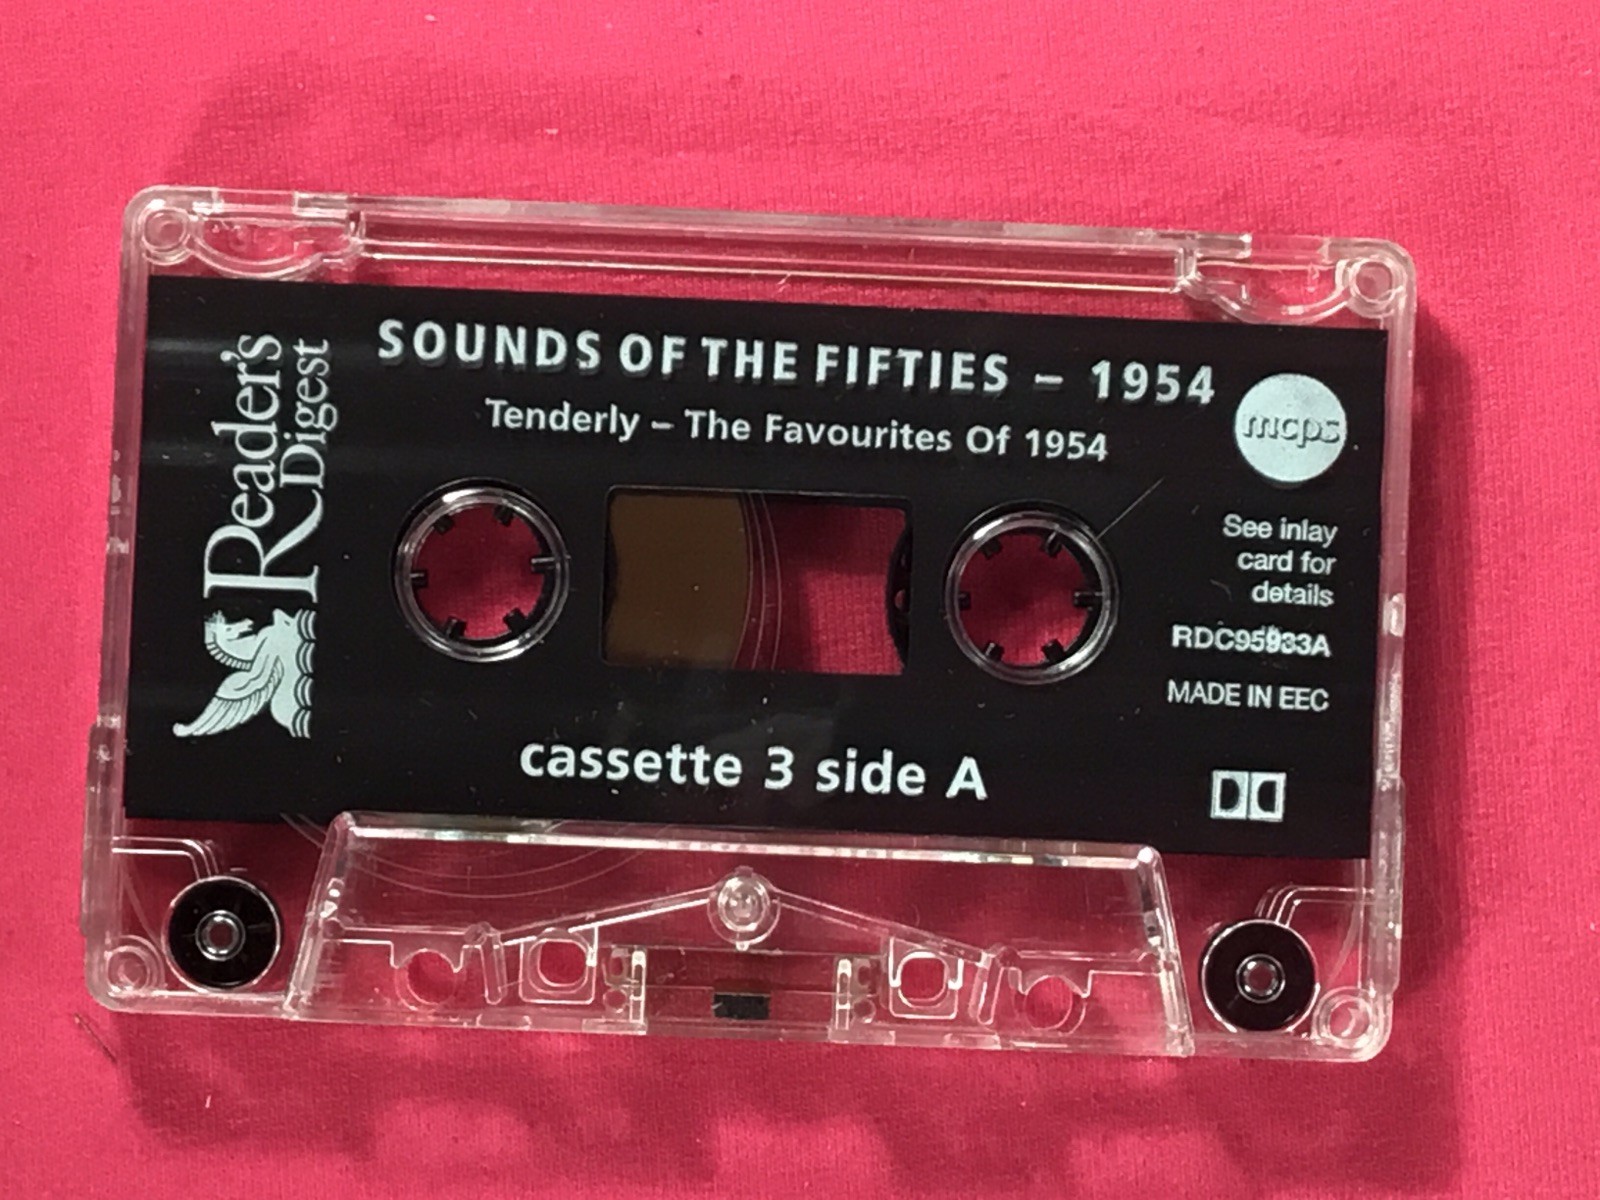 SOUNDS OF THE FIFTIES – 1954
Tenderly – The Favourites Of 1954
Reader's
Digest
mcps
See inlay
card for
details
RDC95933A
MADE IN EEC
cassette 3 side A